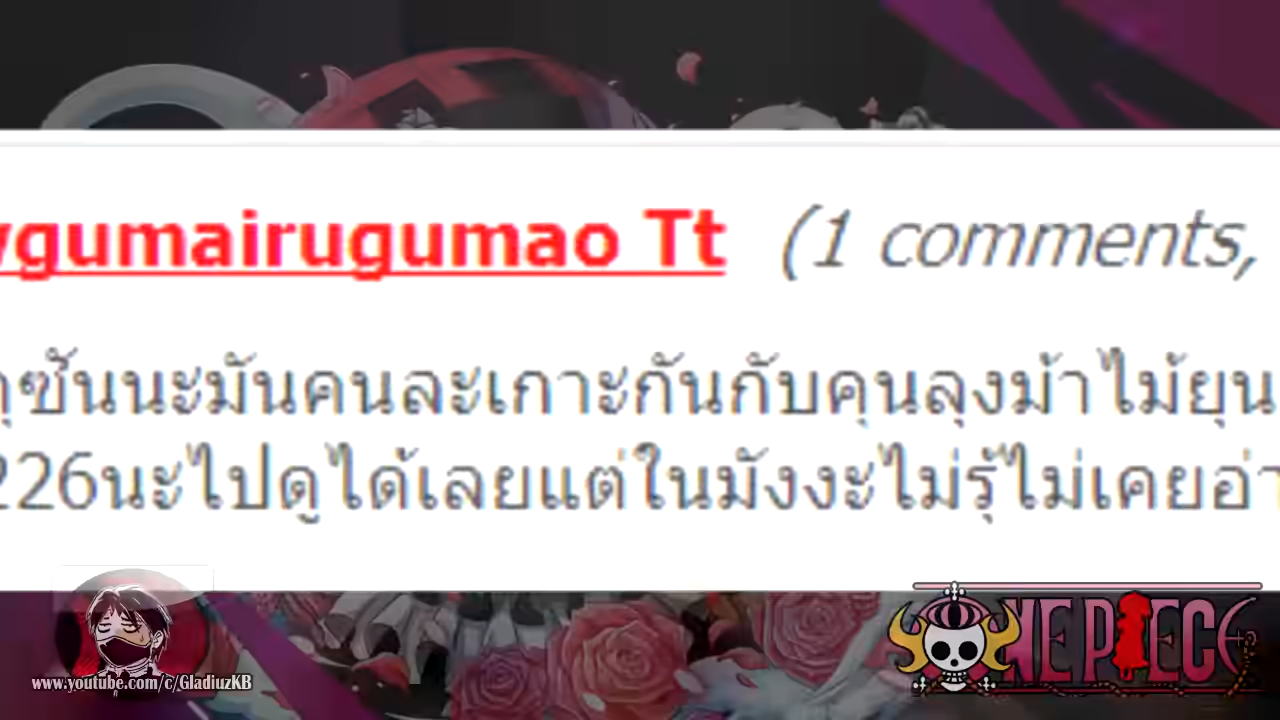 gumairugumao Tt (1 comments,
ซั้นนะมันคนละเกาะกันกับคุนลุงม้าไม้ยุน
226นะไปดูได้เลยแต่ในมังงะไม่รุ้ไม่เคยอ่า
www.youtube.com/c/GladiuzKB
ONE PIECE